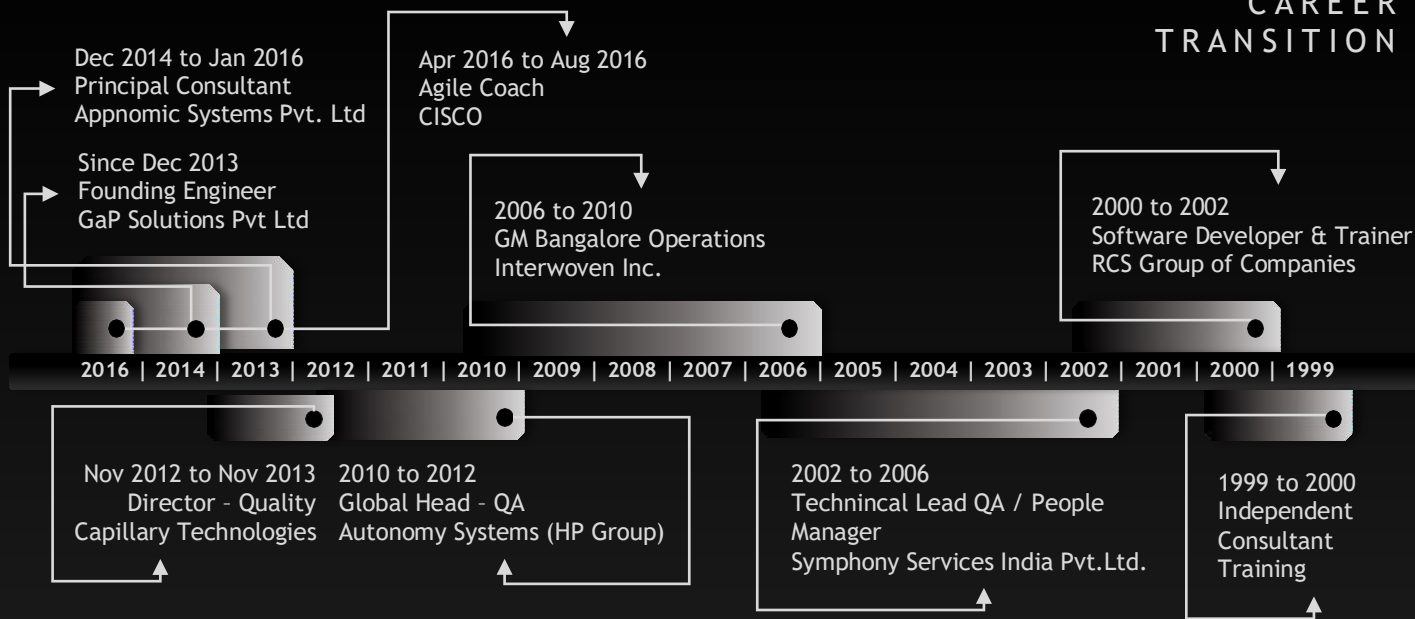 CAREER
TRANSITION
Dec 2014 to Jan 2016
Principal Consultant
Appnomic Systems Pvt. Ltd
Apr 2016 to Aug 2016
Agile Coach
CISCO
Since Dec 2013
Founding Engineer
GaP Solutions Pvt Ltd
2006 to 2010
GM Bangalore Operations
Interwoven Inc.
2000 to 2002
Software Developer & Trainer
RCS Group of Companies
2016 | 2014 | 2013 | 2012 | 2011 | 2010 | 2009 | 2008 | 2007 | 2006 | 2005 | 2004 | 2003 | 2002 | 2001 | 2000 | 1999
Nov 2012 to Nov 2013
Director – Quality
Capillary Technologies
2010 to 2012
Global Head – QA
Autonomy Systems (HP Group)
2002 to 2006
Technincal Lead QA / People
Manager
Symphony Services India Pvt.Ltd.
1999 to 2000
Independent
Consultant
Training